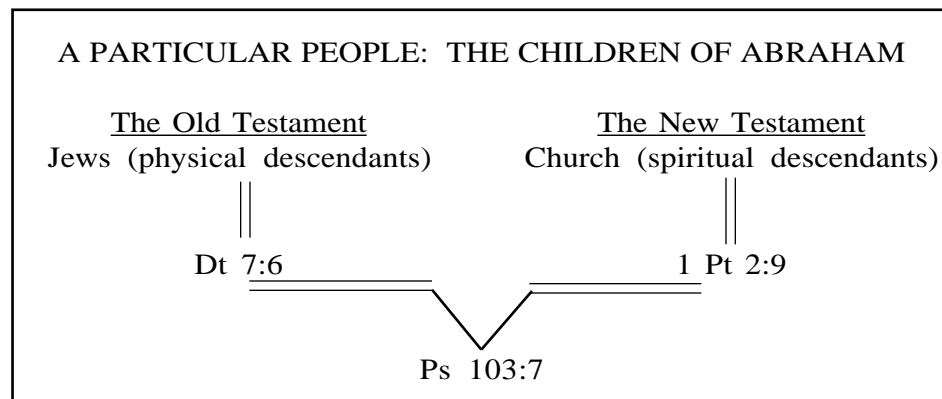 A PARTICULAR PEOPLE: THE CHILDREN OF ABRAHAM
The Old Testament
Jews (physical descendants)
The New Testament
Church (spiritual descendants)
Dt 7:6
1 Pt 2:9
Ps 103:7